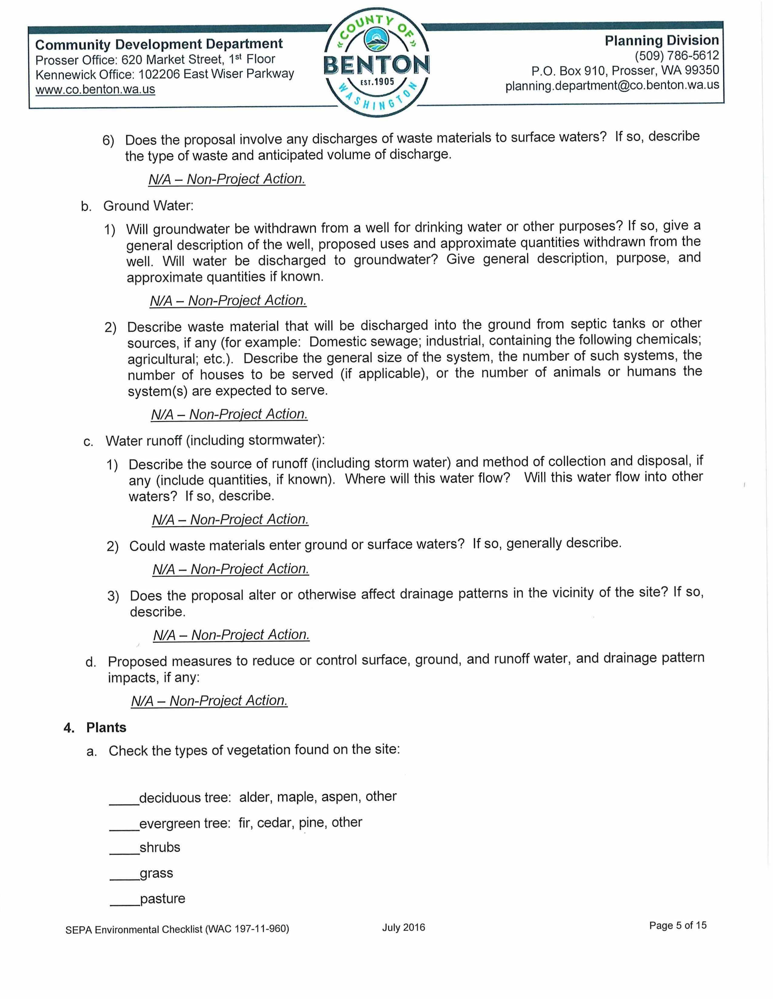 Community Development Department
Prosser Office: 620 Market Street, 1st Floor
Kennewick Office: 102206 East Wiser Parkway
www.co.benton.wa.us
« COUNTY OF »
BENTON
EST.1905
WASHINGTON
Planning Division
(509) 786-5612
P.O. Box 910, Prosser, WA 99350
planning.department@co.benton.wa.us
6) Does the proposal involve any discharges of waste materials to surface waters? If so, describe
the type of waste and anticipated volume of discharge.
N/A – Non-Project Action.
b. Ground Water:
1) Will groundwater be withdrawn from a well for drinking water or other purposes? If so, give a
general description of the well, proposed uses and approximate quantities withdrawn from the
well. Will water be discharged to groundwater? Give general description, purpose, and
approximate quantities if known.
N/A – Non-Project Action.
2) Describe waste material that will be discharged into the ground from septic tanks or other
sources, if any (for example: Domestic sewage; industrial, containing the following chemicals;
agricultural; etc.). Describe the general size of the system, the number of such systems, the
number of houses to be served (if applicable), or the number of animals or humans the
system(s) are expected to serve.
N/A – Non-Project Action.
c. Water runoff (including stormwater):
1) Describe the source of runoff (including storm water) and method of collection and disposal, if
any (include quantities, if known). Where will this water flow? Will this water flow into other
waters? If so, describe.
N/A – Non-Project Action.
2) Could waste materials enter ground or surface waters? If so, generally describe.
N/A – Non-Project Action.
3) Does the proposal alter or otherwise affect drainage patterns in the vicinity of the site? If so,
describe.
N/A – Non-Project Action.
d. Proposed measures to reduce or control surface, ground, and runoff water, and drainage pattern
impacts, if any:
N/A – Non-Project Action.
4. Plants
a. Check the types of vegetation found on the site:
____deciduous tree: alder, maple, aspen, other
____evergreen tree: fir, cedar, pine, other
____shrubs
____grass
____pasture
SEPA Environmental Checklist (WAC 197-11-960) July 2016 Page 5 of 15